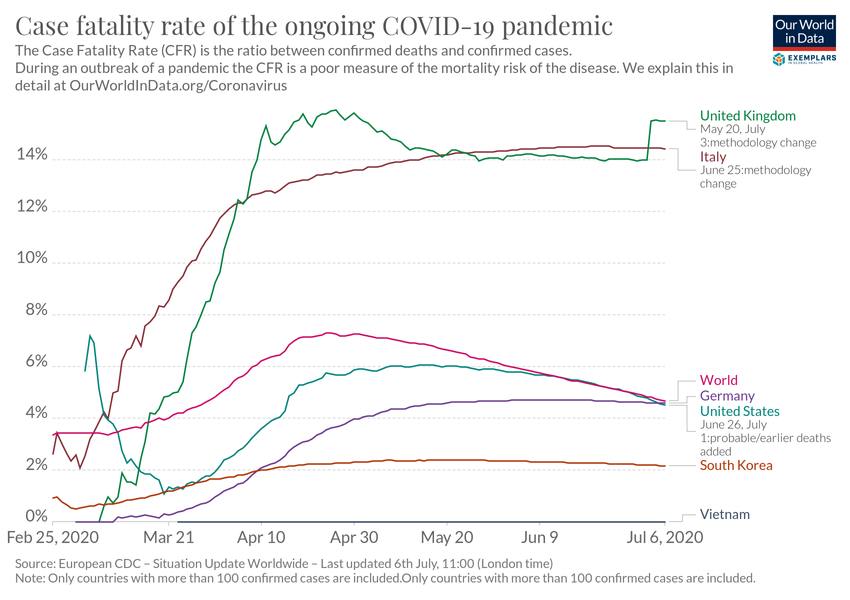 Case fatality rate of the ongoing COVID-19 pandemic
Our World
in Data
The Case Fatality Rate (CFR) is the ratio between confirmed deaths and confirmed cases.
During an outbreak of a pandemic the CFR is a poor measure of the mortality risk of the disease. We explain this in
detail at OurWorldInData.org/Coronavirus
EXEMPLARS
IN GLOBAL HEALTH
14%
12%
10%
8%
6%
4%
2%
0%
United Kingdom
May 20, July
3:methodology change
Italy
June 25:methodology
change
World
Germany
United States
June 26, July
1:probable/earlier deaths
added
South Korea
Vietnam
Feb 25, 2020
Mar 21
Apr 10
Apr 30
May 20
Jun 9
Jul 6, 2020
Source: European CDC – Situation Update Worldwide – Last updated 6th July, 11:00 (London time)
Note: Only countries with more than 100 confirmed cases are included.Only countries with more than 100 confirmed cases are included.